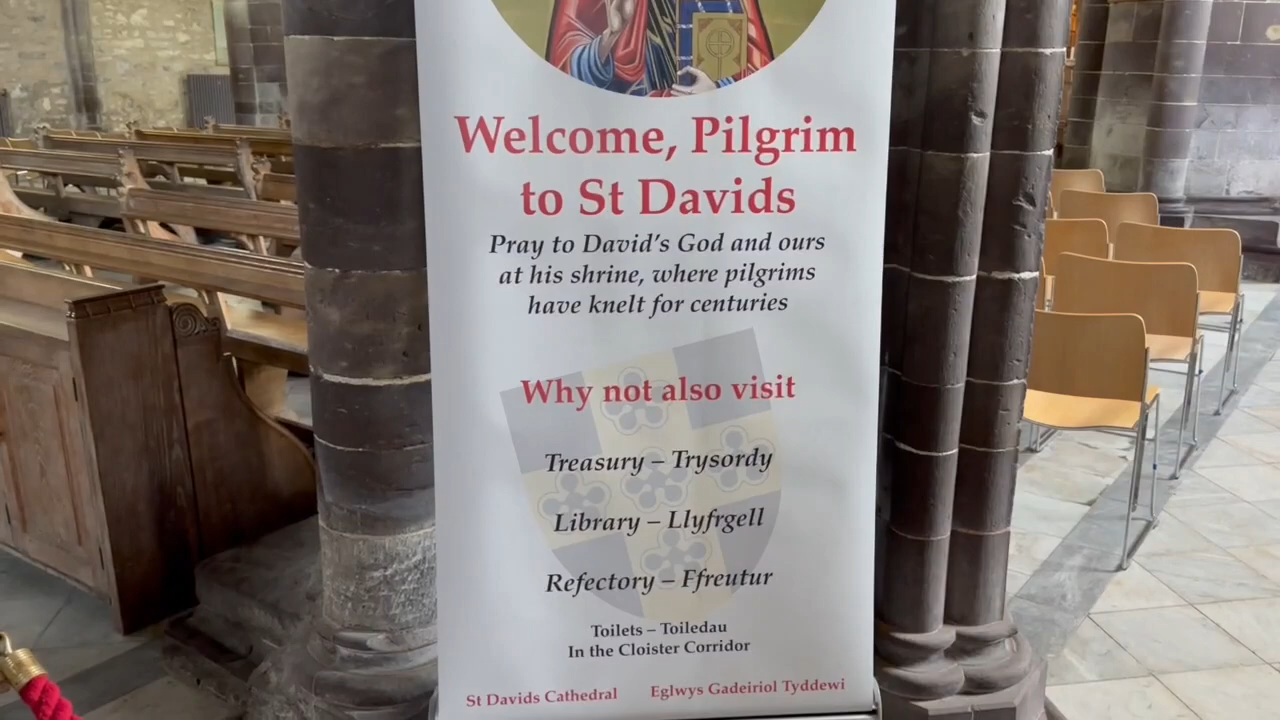 Welcome, Pilgrim
to St Davids
Pray to David's God and ours
at his shrine, where pilgrims
have knelt for centuries
Why not also visit
Treasury – Trysordy
Library – Llyfrgell
Refectory – Ffreutur
Toilets – Toiledau
In the Cloister Corridor
St Davids Cathedral Eglwys Gadeiriol Tyddewi